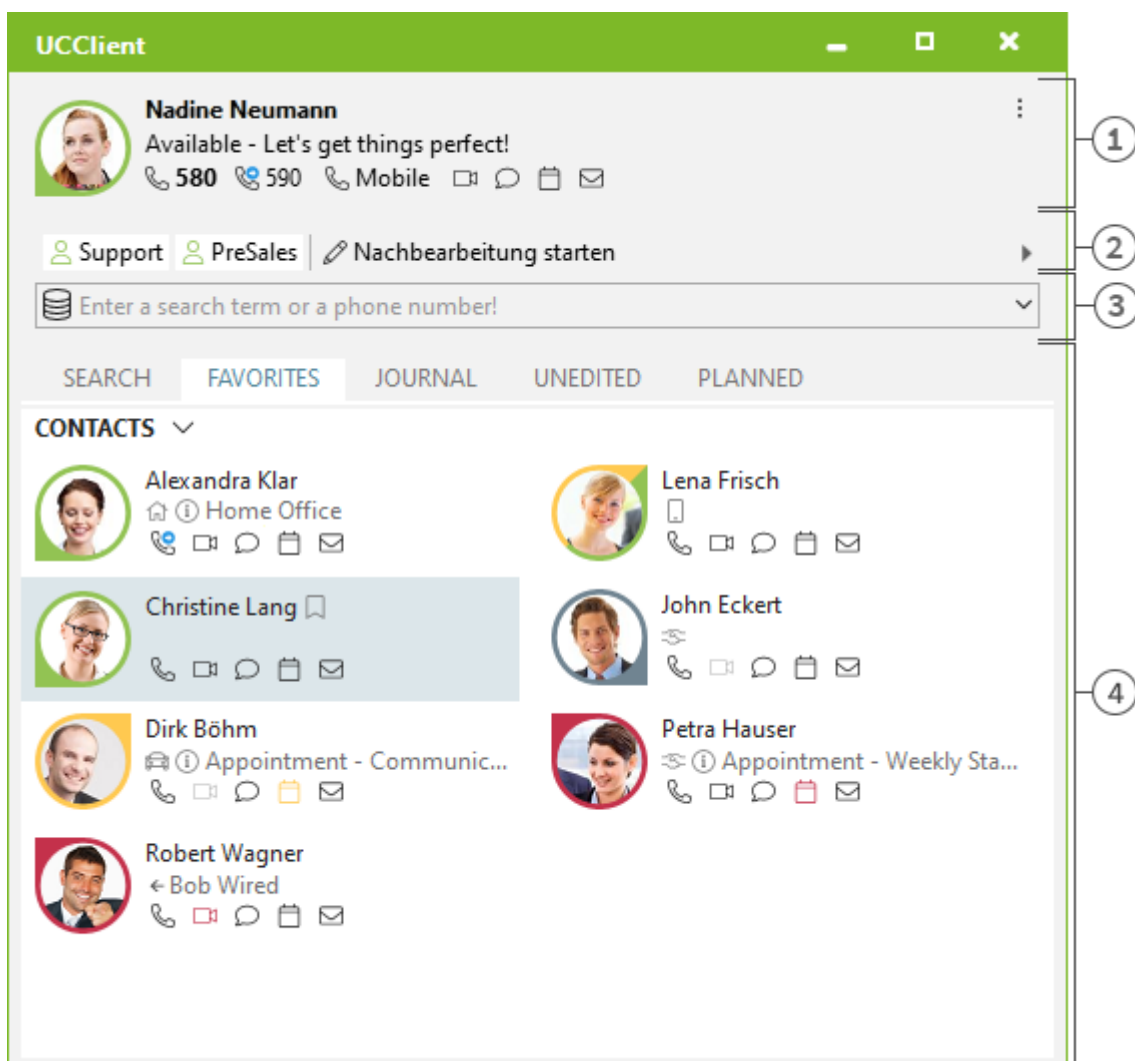 UCClient
Nadine Neumann
Available - Let's get things perfect!
580 590 Mobile
1
Support PreSales Nachbearbeitung starten
2
Enter a search term or a phone number!
3
SEARCH FAVORITES JOURNAL UNEDITED PLANNED
CONTACTS
Alexandra Klar
Home Office
Lena Frisch
Christine Lang
John Eckert
4
Dirk Böhm
Appointment - Communic...
Petra Hauser
Appointment - Weekly Sta...
Robert Wagner
Bob Wired